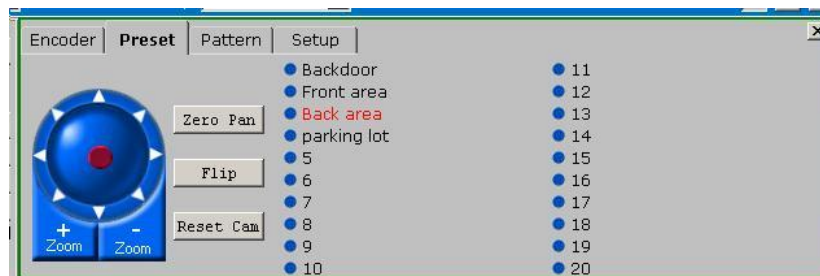 Encoder Preset Pattern Setup
Backdoor
Front area
Back area
parking lot
5
6
7
8
9
10
11
12
13
14
15
16
17
18
19
20
Zero Pan
Flip
Reset Cam
+ -
Zoom Zoom